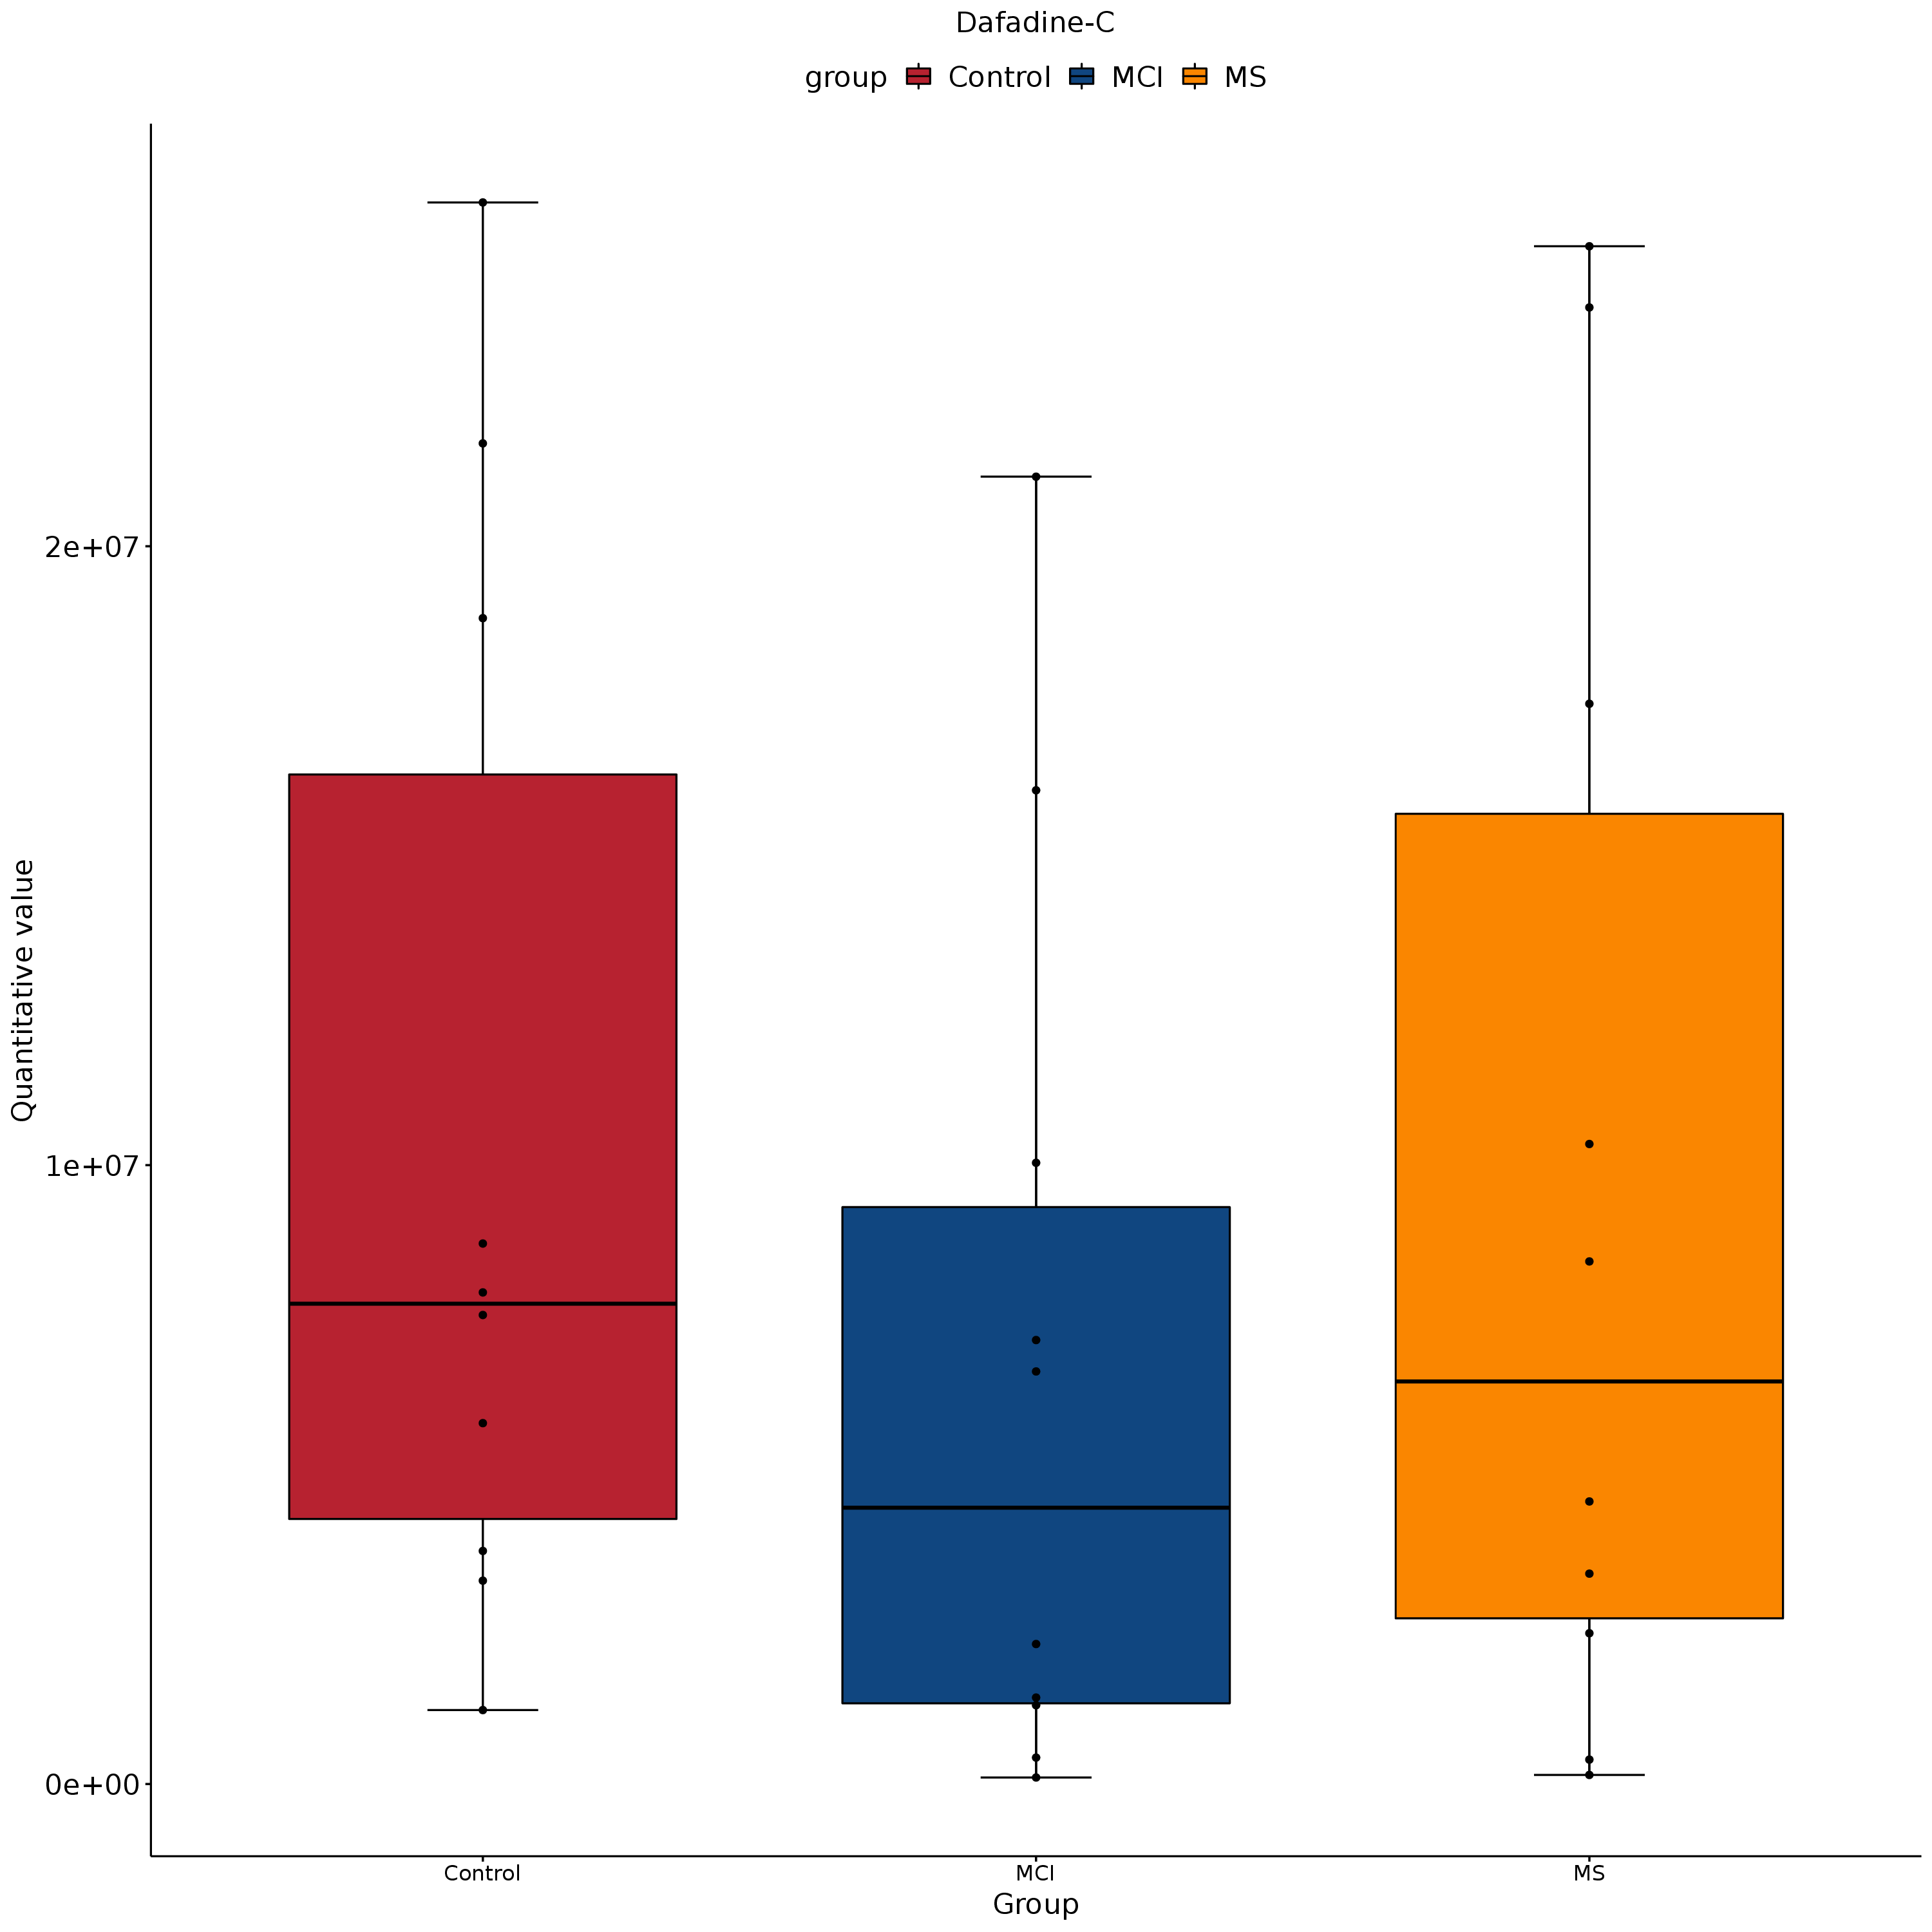 Dafadine-C
group Control MCI MS
Quantitative value
2e+07
1e+07
0e+00
Control MCI MS
Group